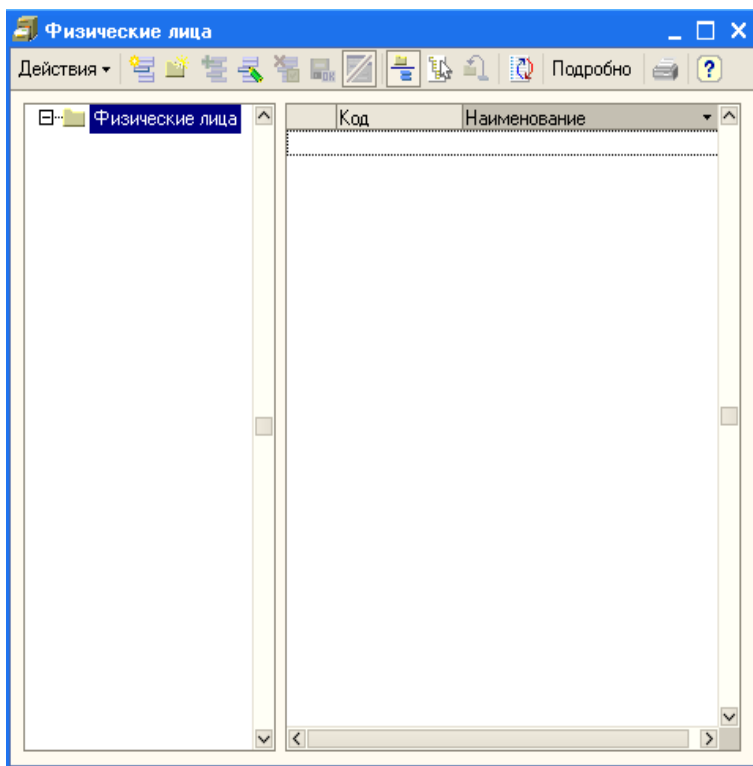 Физические лица
Действия Подробно ?
Физические лица
Код Наименование